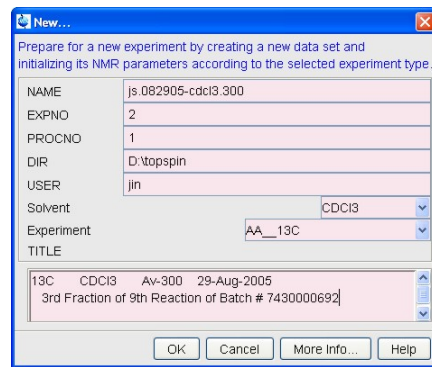 New...
Prepare for a new experiment by creating a new data set and
initializing its NMR parameters according to the selected experiment type.
NAME js.082905-cdcl3.300
EXPNO 2
PROCNO 1
DIR D:\topspin
USER jin
Solvent CDCl3
Experiment AA__13C
TITLE
13C CDCl3 Av-300 29-Aug-2005
3rd Fraction of 9th Reaction of Batch # 7430000692
OK Cancel More Info... Help